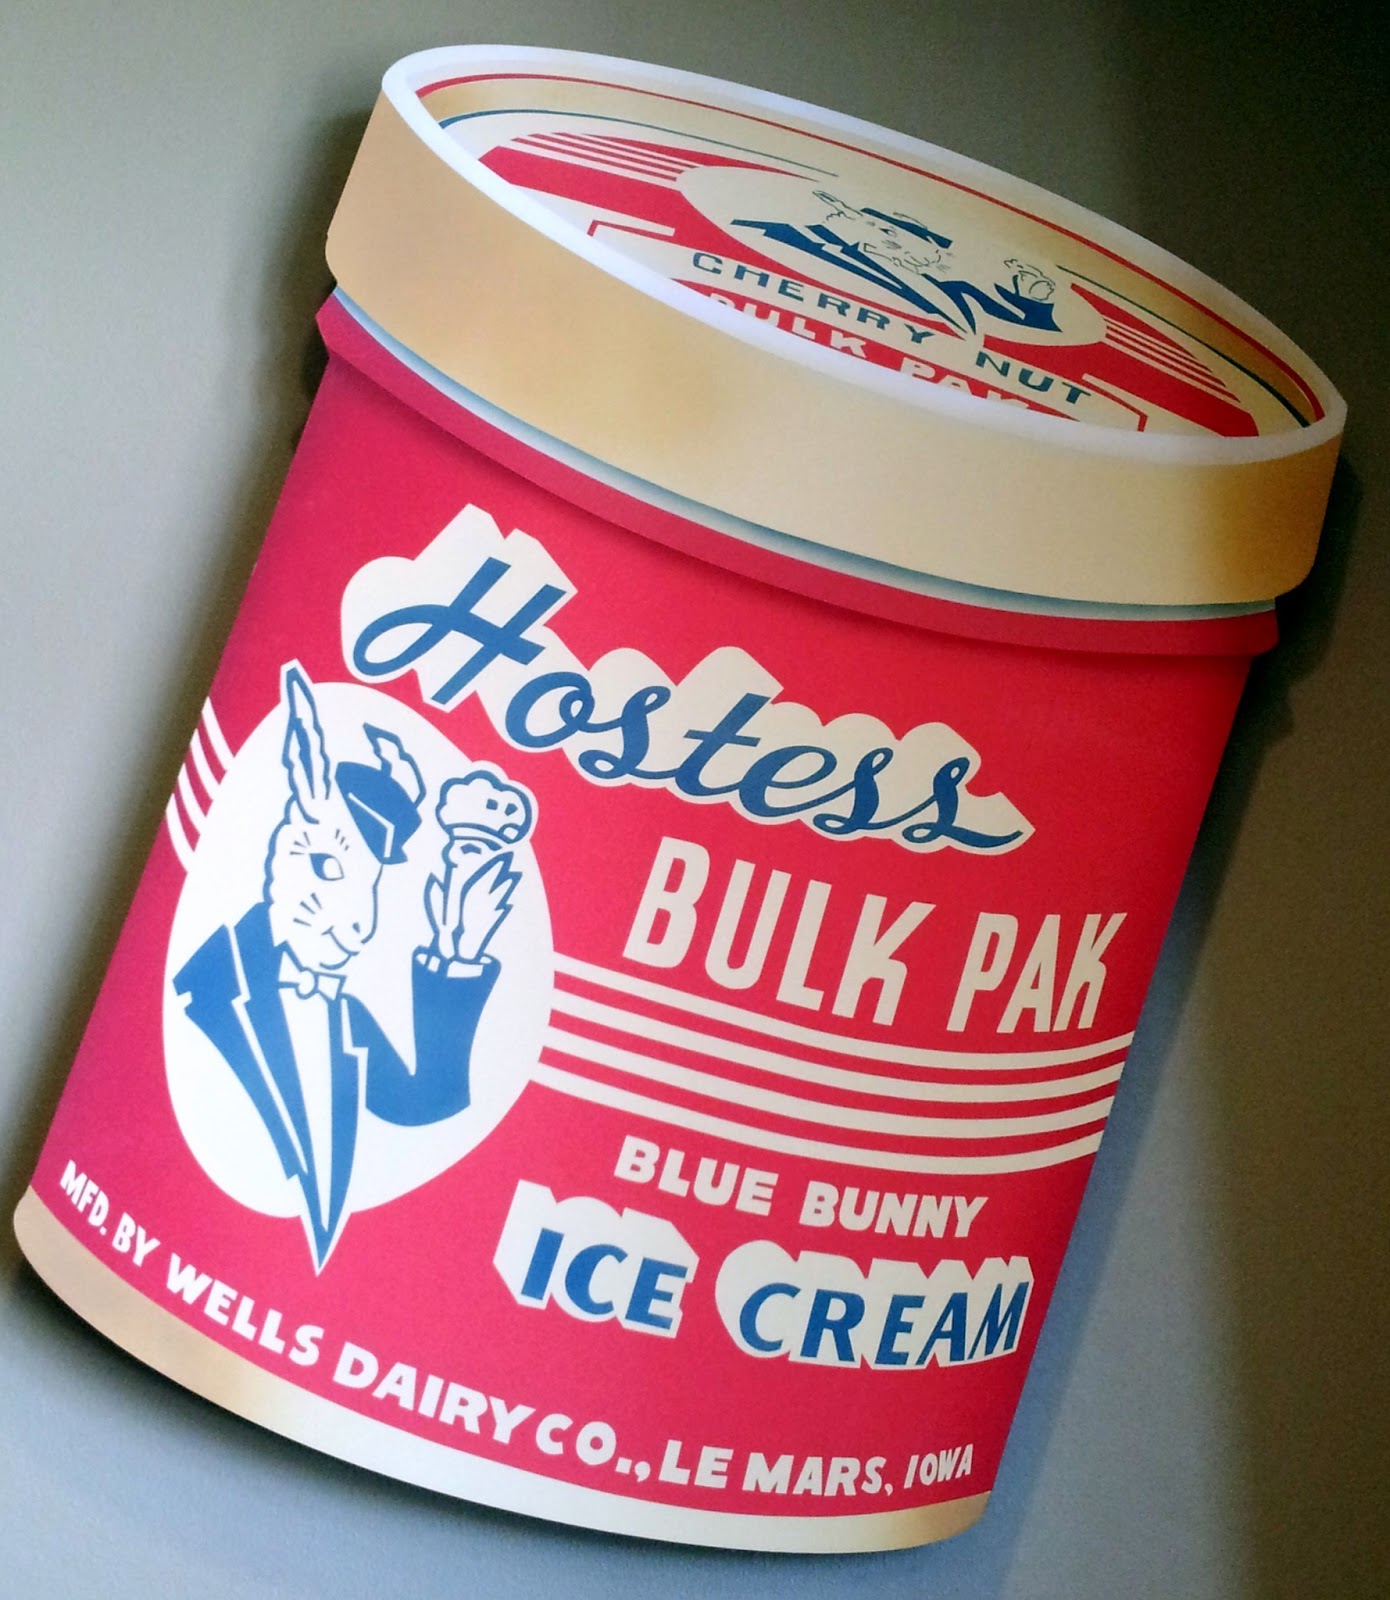 CHERRY NUT
BULK PAK
Hostess
BULK PAK
BLUE BUNNY
ICE CREAM
MFD. BY WELLS DAIRY CO., LE MARS, IOWA